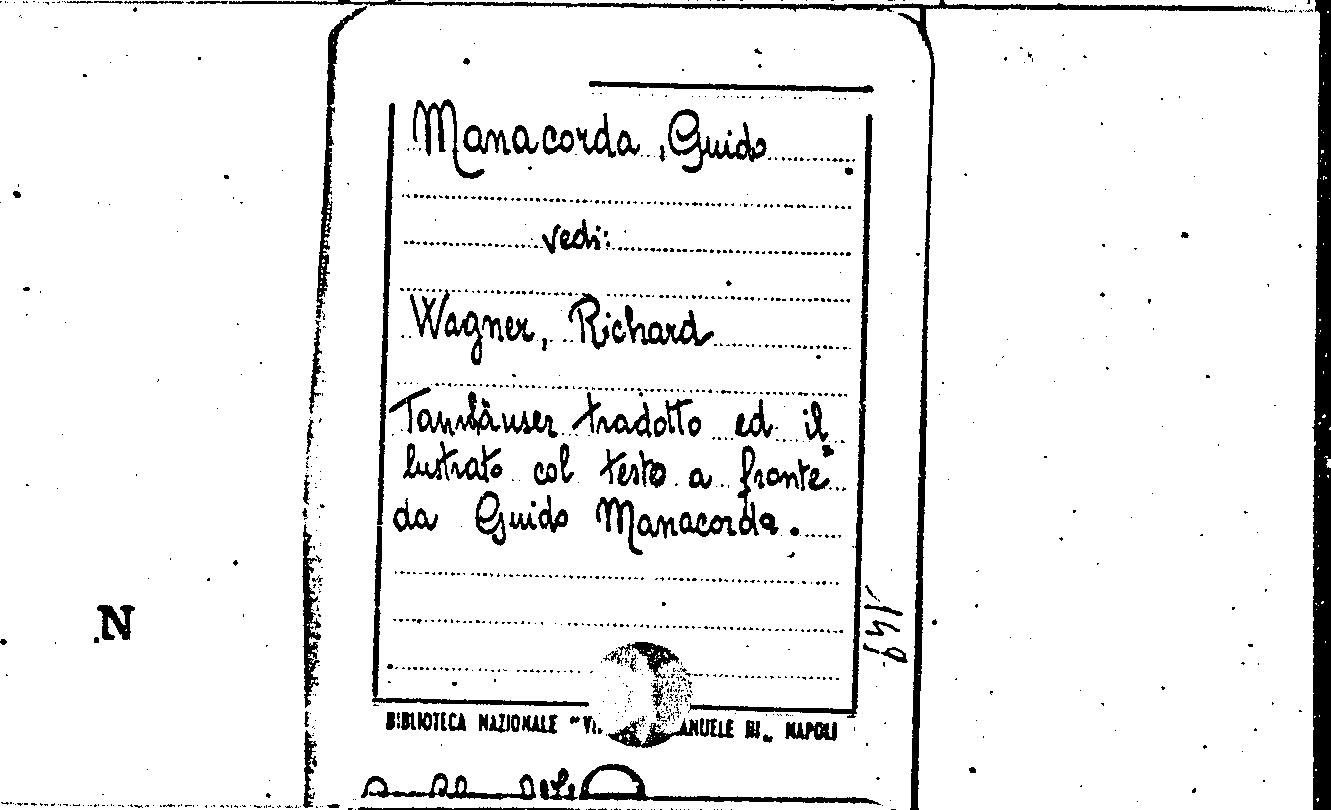 Manacorda, Guido
vedi:
Wagner, Richard
Tannhäuser tradotto ed il
lustrato col testo a fronte
da Guido Manacorda.
149
N
BIBLIOTECA NAZIONALE "VI ANUELE III„ NAPOLI